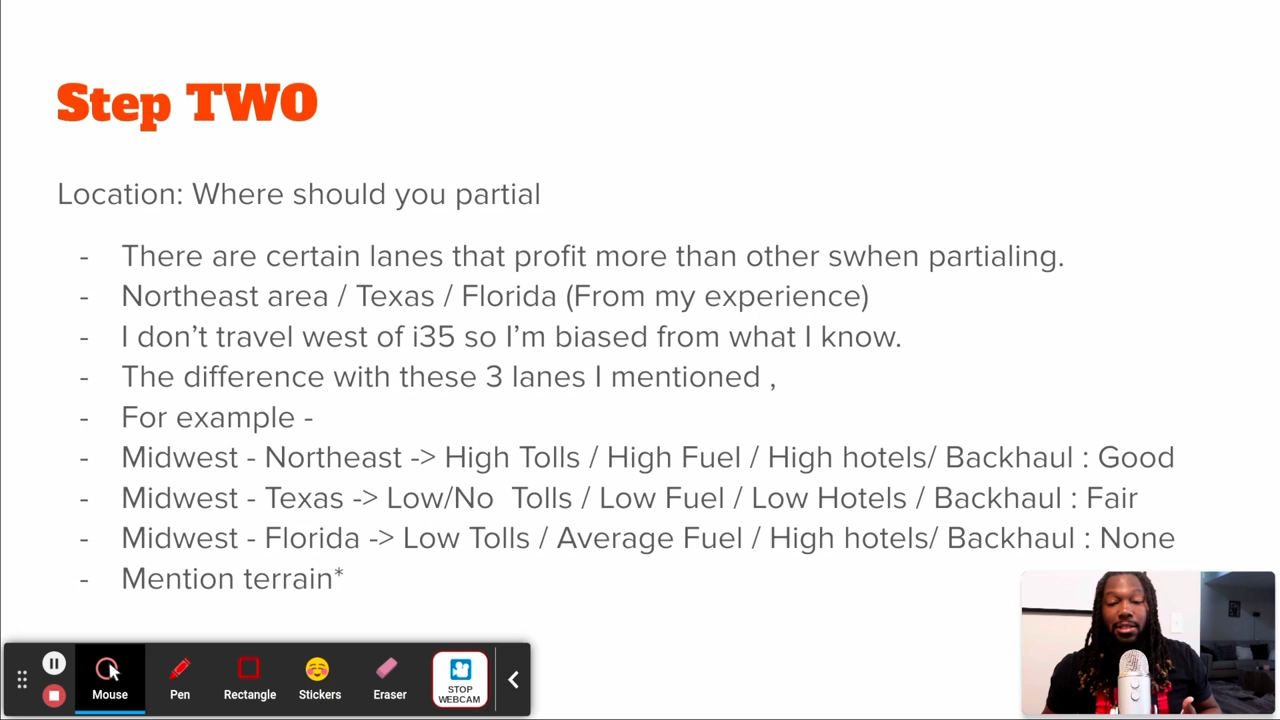 Step TWO
Location: Where should you partial
- There are certain lanes that profit more than other swhen partialing.
- Northeast area / Texas / Florida (From my experience)
- I don't travel west of i35 so I'm biased from what I know.
- The difference with these 3 lanes I mentioned ,
- For example -
- Midwest - Northeast -> High Tolls / High Fuel / High hotels/ Backhaul : Good
- Midwest - Texas -> Low/No  Tolls / Low Fuel / Low Hotels / Backhaul : Fair
- Midwest - Florida -> Low Tolls / Average Fuel / High hotels/ Backhaul : None
- Mention terrain*
Mouse
Pen
Rectangle
Stickers
Eraser
STOP
WEBCAM